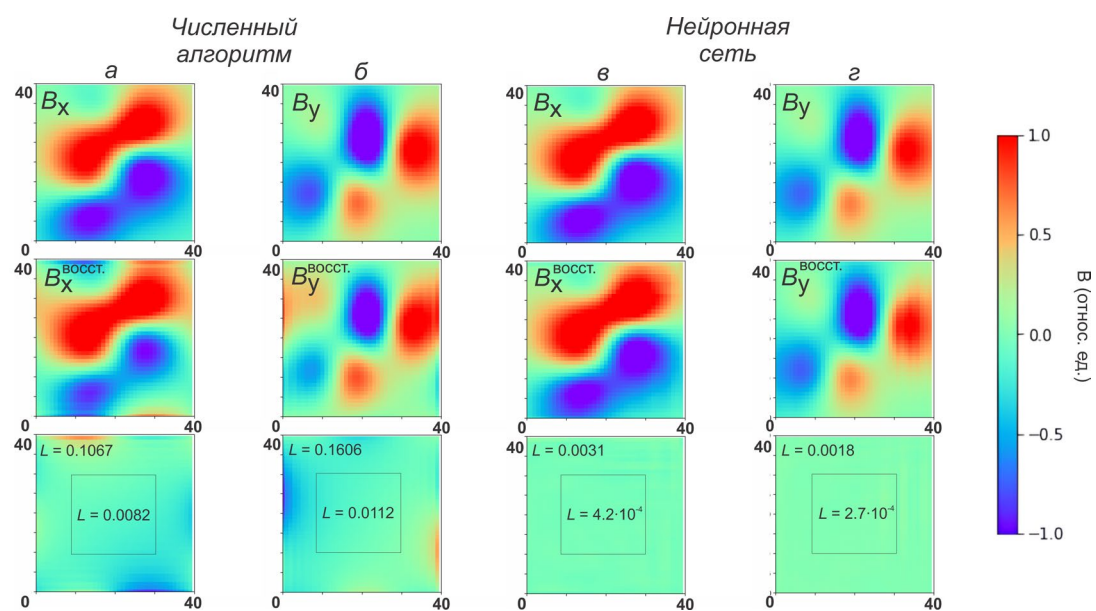 Численный
алгоритм
Нейронная
сеть
а
б
в
г
40
Bx
0
40
By
0
40
40
Bx
0
40
By
0
40
1.0
0.5
0.0
−0.5
−1.0
B (относ. ед.)
40
Bxвосст.
0
40
40
Byвосст.
0
40
40
Bxвосст.
0
40
40
Byвосст.
0
40
40
L = 0.1067
L = 0.0082
0
40
40
L = 0.1606
L = 0.0112
0
40
40
L = 0.0031
L = 4.2·10-4
0
40
40
L = 0.0018
L = 2.7·10-4
0
40